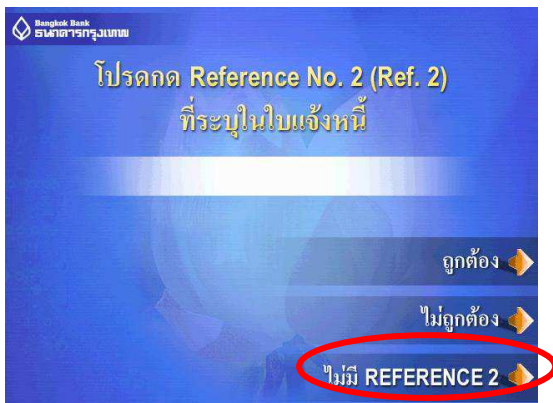 Bangkok Bank
ธนาคารกรุงเทพ
โปรดกด Reference No. 2 (Ref. 2)
ที่ระบุในใบแจ้งหนี้
ถูกต้อง
ไม่ถูกต้อง
ไม่มี REFERENCE 2